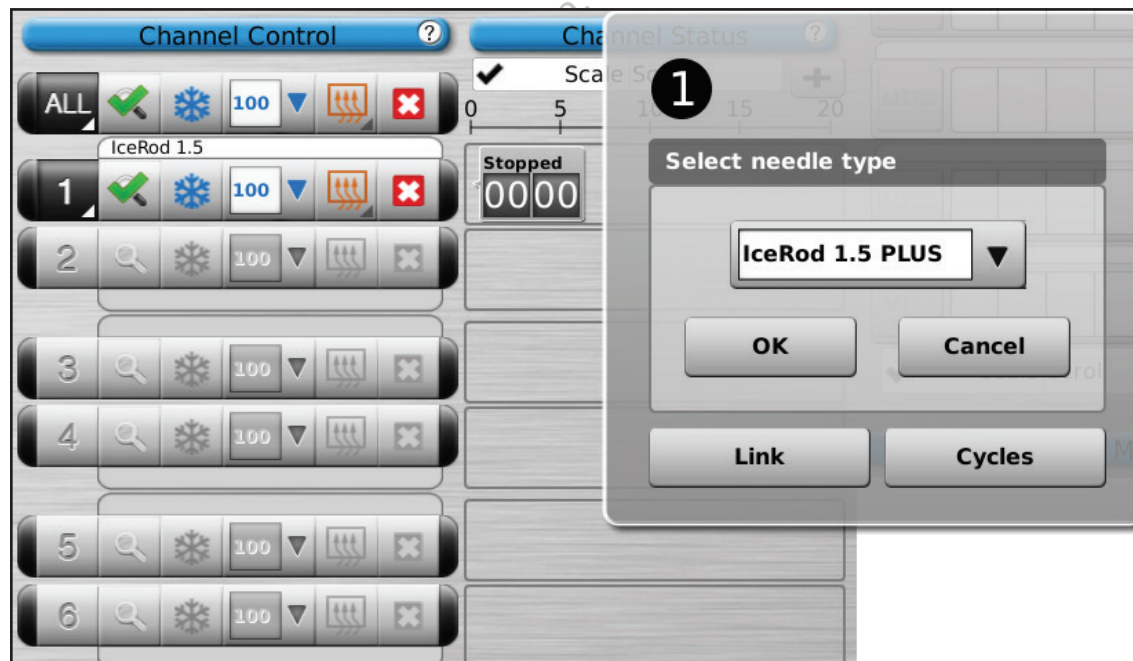 Channel Control ?
Channel Status ?
Scale Sc
0 5 10 15 20
ALL 100
IceRod 1.5
1 100
Stopped
00 00
2 100
3 100
4 100
5 100
6 100
1
Select needle type
IceRod 1.5 PLUS
OK Cancel
Link Cycles
M